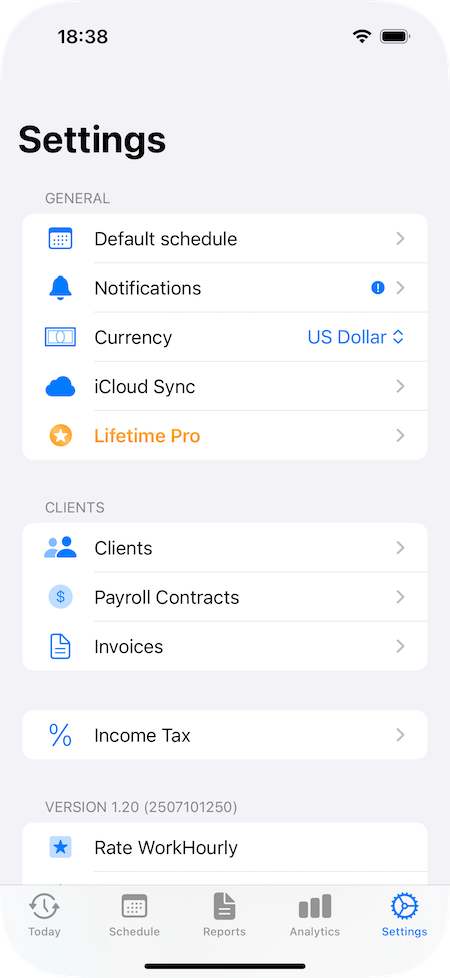 18:38
Settings
GENERAL
Default schedule
Notifications
Currency US Dollar
iCloud Sync
Lifetime Pro
CLIENTS
Clients
$ Payroll Contracts
Invoices
% Income Tax
VERSION 1.20 (2507101250)
Rate WorkHourly
Today Schedule Reports Analytics Settings